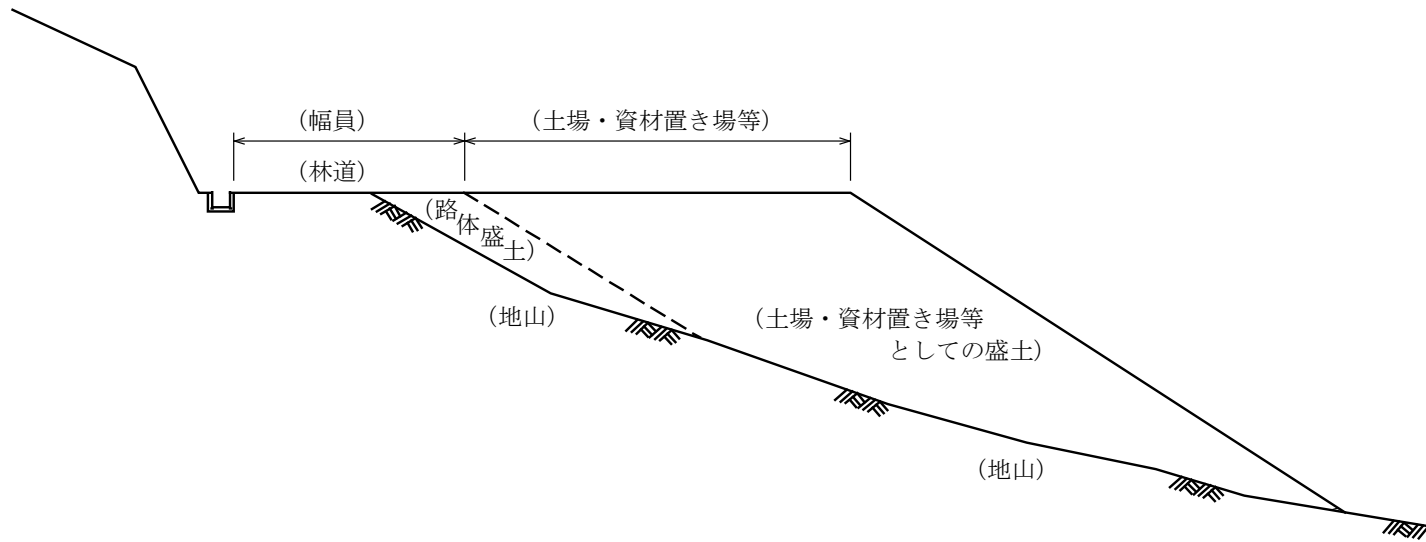 （幅員）
（土場・資材置き場等）
（林道）
（路体盛土）
（地山）
（土場・資材置き場等
としての盛土）
（地山）